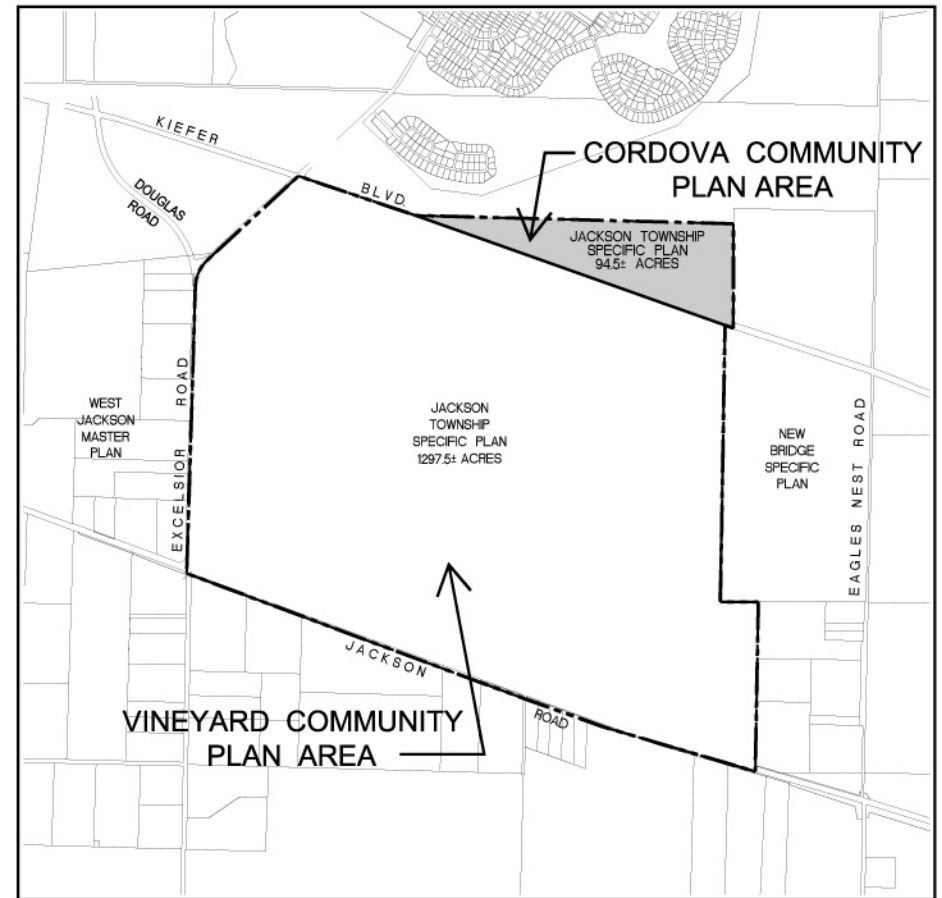 KIEFER
BLVD.
DOUGLAS
ROAD
CORDOVA COMMUNITY
PLAN AREA
JACKSON TOWNSHIP
SPECIFIC PLAN
94.5± ACRES
EXCELSIOR ROAD
WEST
JACKSON
MASTER
PLAN
JACKSON
TOWNSHIP
SPECIFIC PLAN
1297.5± ACRES
NEW
BRIDGE
SPECIFIC
PLAN
EAGLES NEST ROAD
JACKSON
ROAD
VINEYARD COMMUNITY
PLAN AREA